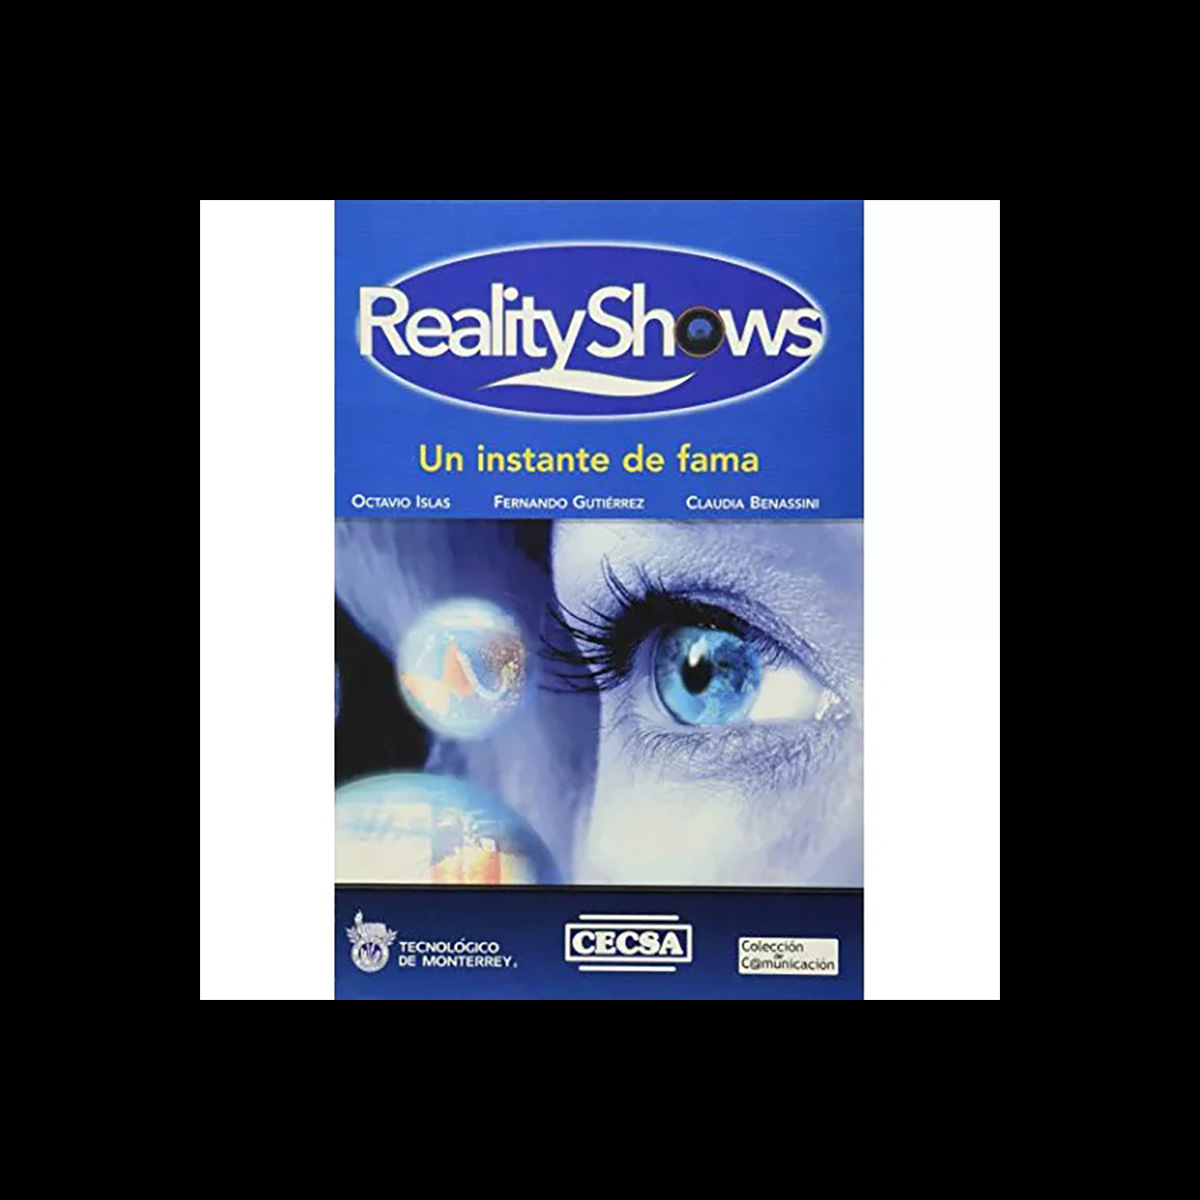 RealityShows
Un instante de fama
OCTAVIO ISLAS FERNANDO GUTIÉRREZ CLAUDIA BENASSINI
TECNOLÓGICO
DE MONTERREY®
CECSA
Colección
de
C@municación